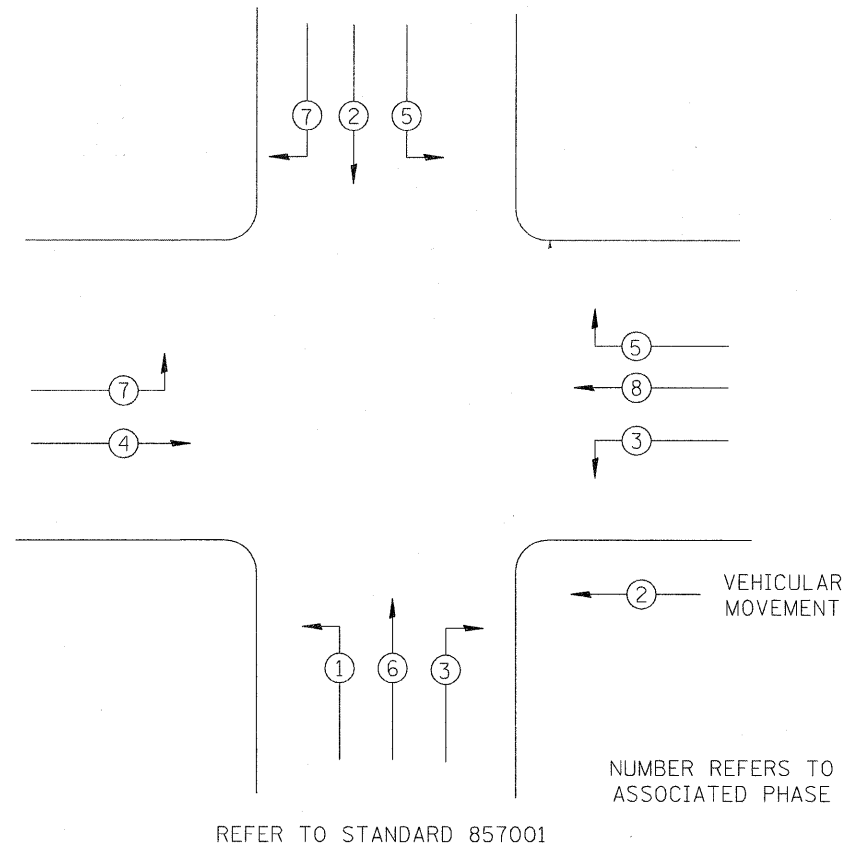 7 2 5
5
7 8
4 3
2 VEHICULAR
MOVEMENT
1 6 3
NUMBER REFERS TO
ASSOCIATED PHASE
REFER TO STANDARD 857001